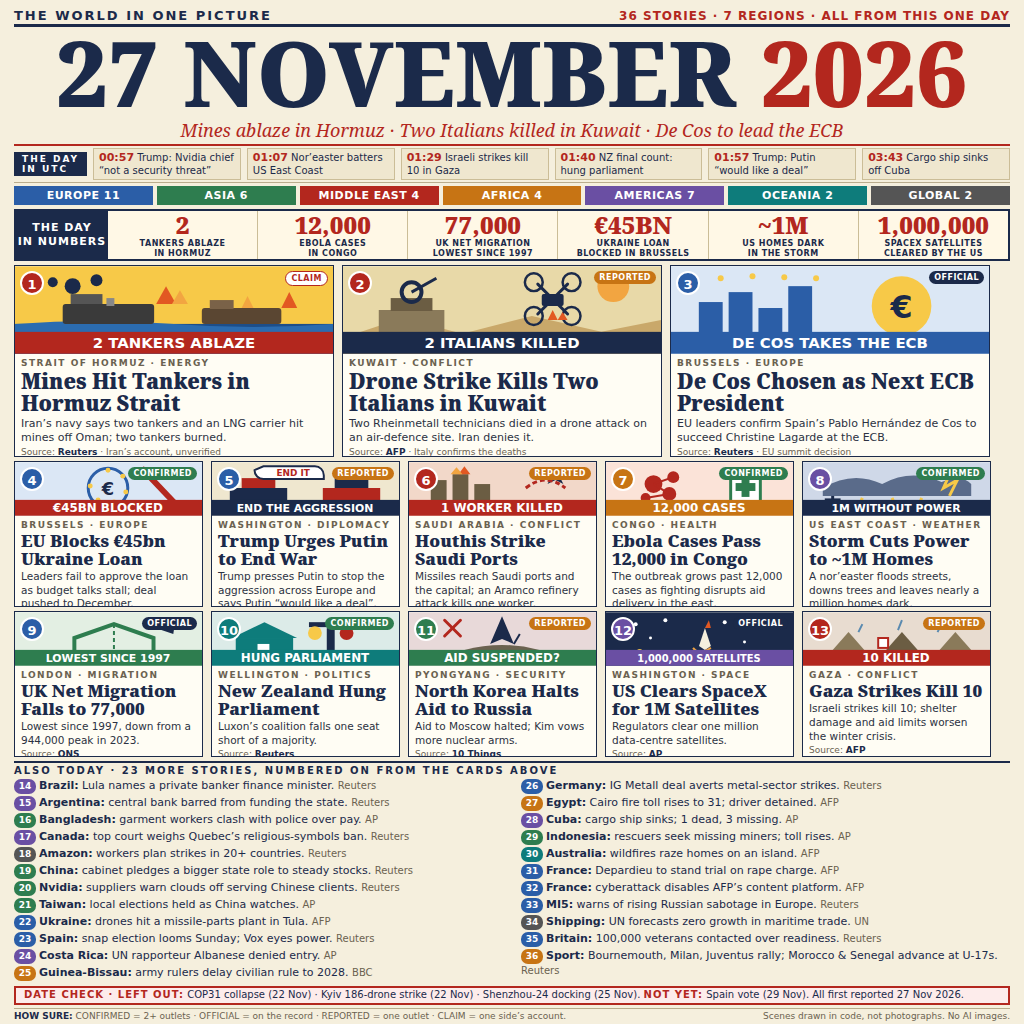 THE WORLD IN ONE PICTURE
36 STORIES · 7 REGIONS · ALL FROM THIS ONE DAY
27 NOVEMBER 2026
Mines ablaze in Hormuz · Two Italians killed in Kuwait · De Cos to lead the ECB
THE DAY
IN UTC
00:57 Trump: Nvidia chief
“not a security threat”
01:07 Nor’easter batters
US East Coast
01:29 Israeli strikes kill
10 in Gaza
01:40 NZ final count:
hung parliament
01:57 Trump: Putin
“would like a deal”
03:43 Cargo ship sinks
off Cuba
EUROPE 11
ASIA 6
MIDDLE EAST 4
AFRICA 4
AMERICAS 7
OCEANIA 2
GLOBAL 2
THE DAY
IN NUMBERS
2
TANKERS ABLAZE
IN HORMUZ
12,000
EBOLA CASES
IN CONGO
77,000
UK NET MIGRATION
LOWEST SINCE 1997
€45BN
UKRAINE LOAN
BLOCKED IN BRUSSELS
~1M
US HOMES DARK
IN THE STORM
1,000,000
SPACEX SATELLITES
CLEARED BY THE US
1
CLAIM
2 TANKERS ABLAZE
STRAIT OF HORMUZ · ENERGY
Mines Hit Tankers in
Hormuz Strait
Iran’s navy says two tankers and an LNG carrier hit
mines off Oman; two tankers burned.
Source: Reuters · Iran’s account, unverified
2
REPORTED
2 ITALIANS KILLED
KUWAIT · CONFLICT
Drone Strike Kills Two
Italians in Kuwait
Two Rheinmetall technicians died in a drone attack on
an air-defence site. Iran denies it.
Source: AFP · Italy confirms the deaths
3
OFFICIAL
€
DE COS TAKES THE ECB
BRUSSELS · EUROPE
De Cos Chosen as Next ECB
President
EU leaders confirm Spain’s Pablo Hernández de Cos to
succeed Christine Lagarde at the ECB.
Source: Reuters · EU summit decision
4
€
CONFIRMED
€45BN BLOCKED
BRUSSELS · EUROPE
EU Blocks €45bn
Ukraine Loan
Leaders fail to approve the loan
as budget talks stall; deal
pushed to December.
5
END IT
REPORTED
END THE AGGRESSION
WASHINGTON · DIPLOMACY
Trump Urges Putin
to End War
Trump presses Putin to stop the
aggression across Europe and
says Putin “would like a deal”.
6
REPORTED
1 WORKER KILLED
SAUDI ARABIA · CONFLICT
Houthis Strike
Saudi Ports
Missiles reach Saudi ports and
the capital; an Aramco refinery
attack kills one worker.
7
CONFIRMED
12,000 CASES
CONGO · HEALTH
Ebola Cases Pass
12,000 in Congo
The outbreak grows past 12,000
cases as fighting disrupts aid
delivery in the east.
8
CONFIRMED
1M WITHOUT POWER
US EAST COAST · WEATHER
Storm Cuts Power
to ~1M Homes
A nor’easter floods streets,
downs trees and leaves nearly a
million homes dark.
9
OFFICIAL
LOWEST SINCE 1997
LONDON · MIGRATION
UK Net Migration
Falls to 77,000
Lowest since 1997, down from a
944,000 peak in 2023.
Source: ONS
10
CONFIRMED
HUNG PARLIAMENT
WELLINGTON · POLITICS
New Zealand Hung
Parliament
Luxon’s coalition falls one seat
short of a majority.
Source: Reuters
11
REPORTED
AID SUSPENDED?
PYONGYANG · SECURITY
North Korea Halts
Aid to Russia
Aid to Moscow halted; Kim vows
more nuclear arms.
Source: 10 Things
12
OFFICIAL
1,000,000 SATELLITES
WASHINGTON · SPACE
US Clears SpaceX
for 1M Satellites
Regulators clear one million
data-centre satellites.
Source: AP
13
REPORTED
10 KILLED
GAZA · CONFLICT
Gaza Strikes Kill 10
Israeli strikes kill 10; shelter
damage and aid limits worsen
the winter crisis.
Source: AFP
ALSO TODAY · 23 MORE STORIES, NUMBERED ON FROM THE CARDS ABOVE
14 Brazil: Lula names a private banker finance minister. Reuters
15 Argentina: central bank barred from funding the state. Reuters
16 Bangladesh: garment workers clash with police over pay. AP
17 Canada: top court weighs Quebec’s religious-symbols ban. Reuters
18 Amazon: workers plan strikes in 20+ countries. Reuters
19 China: cabinet pledges a bigger state role to steady stocks. Reuters
20 Nvidia: suppliers warn clouds off serving Chinese clients. Reuters
21 Taiwan: local elections held as China watches. AP
22 Ukraine: drones hit a missile-parts plant in Tula. AFP
23 Spain: snap election looms Sunday; Vox eyes power. Reuters
24 Costa Rica: UN rapporteur Albanese denied entry. AP
25 Guinea-Bissau: army rulers delay civilian rule to 2028. BBC
26 Germany: IG Metall deal averts metal-sector strikes. Reuters
27 Egypt: Cairo fire toll rises to 31; driver detained. AFP
28 Cuba: cargo ship sinks; 1 dead, 3 missing. AP
29 Indonesia: rescuers seek missing miners; toll rises. AP
30 Australia: wildfires raze homes on an island. AFP
31 France: Depardieu to stand trial on rape charge. AFP
32 France: cyberattack disables AFP’s content platform. AFP
33 MI5: warns of rising Russian sabotage in Europe. Reuters
34 Shipping: UN forecasts zero growth in maritime trade. UN
35 Britain: 100,000 veterans contacted over readiness. Reuters
36 Sport: Bournemouth, Milan, Juventus rally; Morocco & Senegal advance at U-17s.
Reuters
DATE CHECK · LEFT OUT: COP31 collapse (22 Nov) · Kyiv 186-drone strike (22 Nov) · Shenzhou-24 docking (25 Nov). NOT YET: Spain vote (29 Nov). All first reported 27 Nov 2026.
HOW SURE: CONFIRMED = 2+ outlets · OFFICIAL = on the record · REPORTED = one outlet · CLAIM = one side’s account.
Scenes drawn in code, not photographs. No AI images.